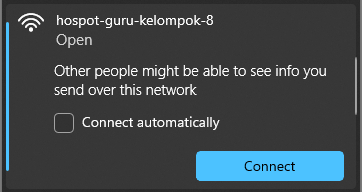 hospot-guru-kelompok-8
Open
Other people might be able to see info you
send over this network
Connect automatically
Connect